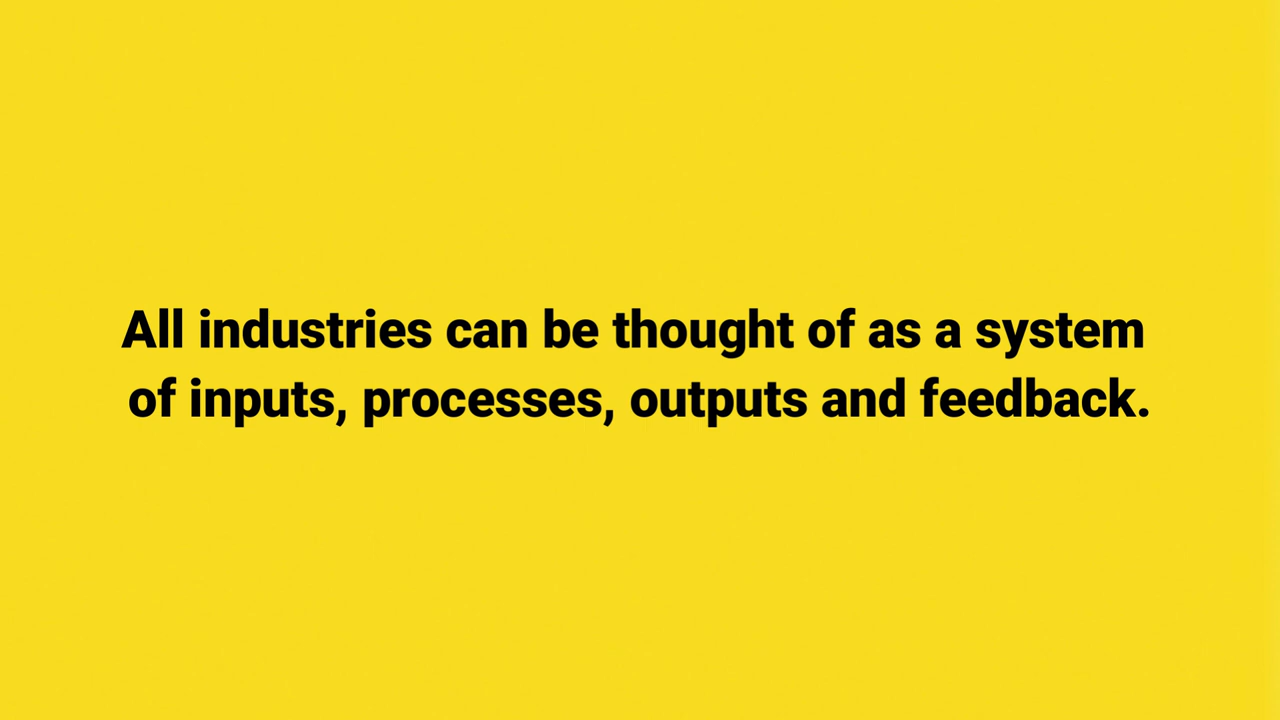 All industries can be thought of as a system
of inputs, processes, outputs and feedback.